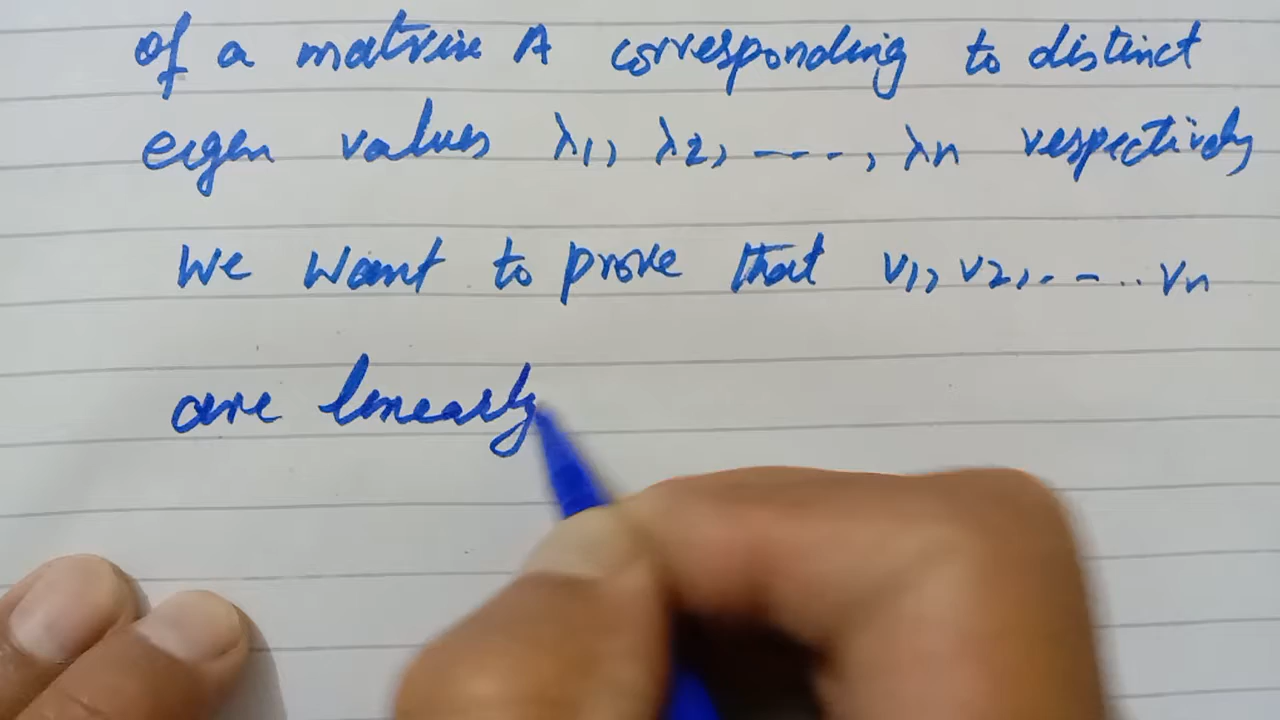 of a matrix A corresponding to distinct
eigen values λ1, λ2, ----, λn respectively
We want to prove that v1, v2, ----- vn
are linearly